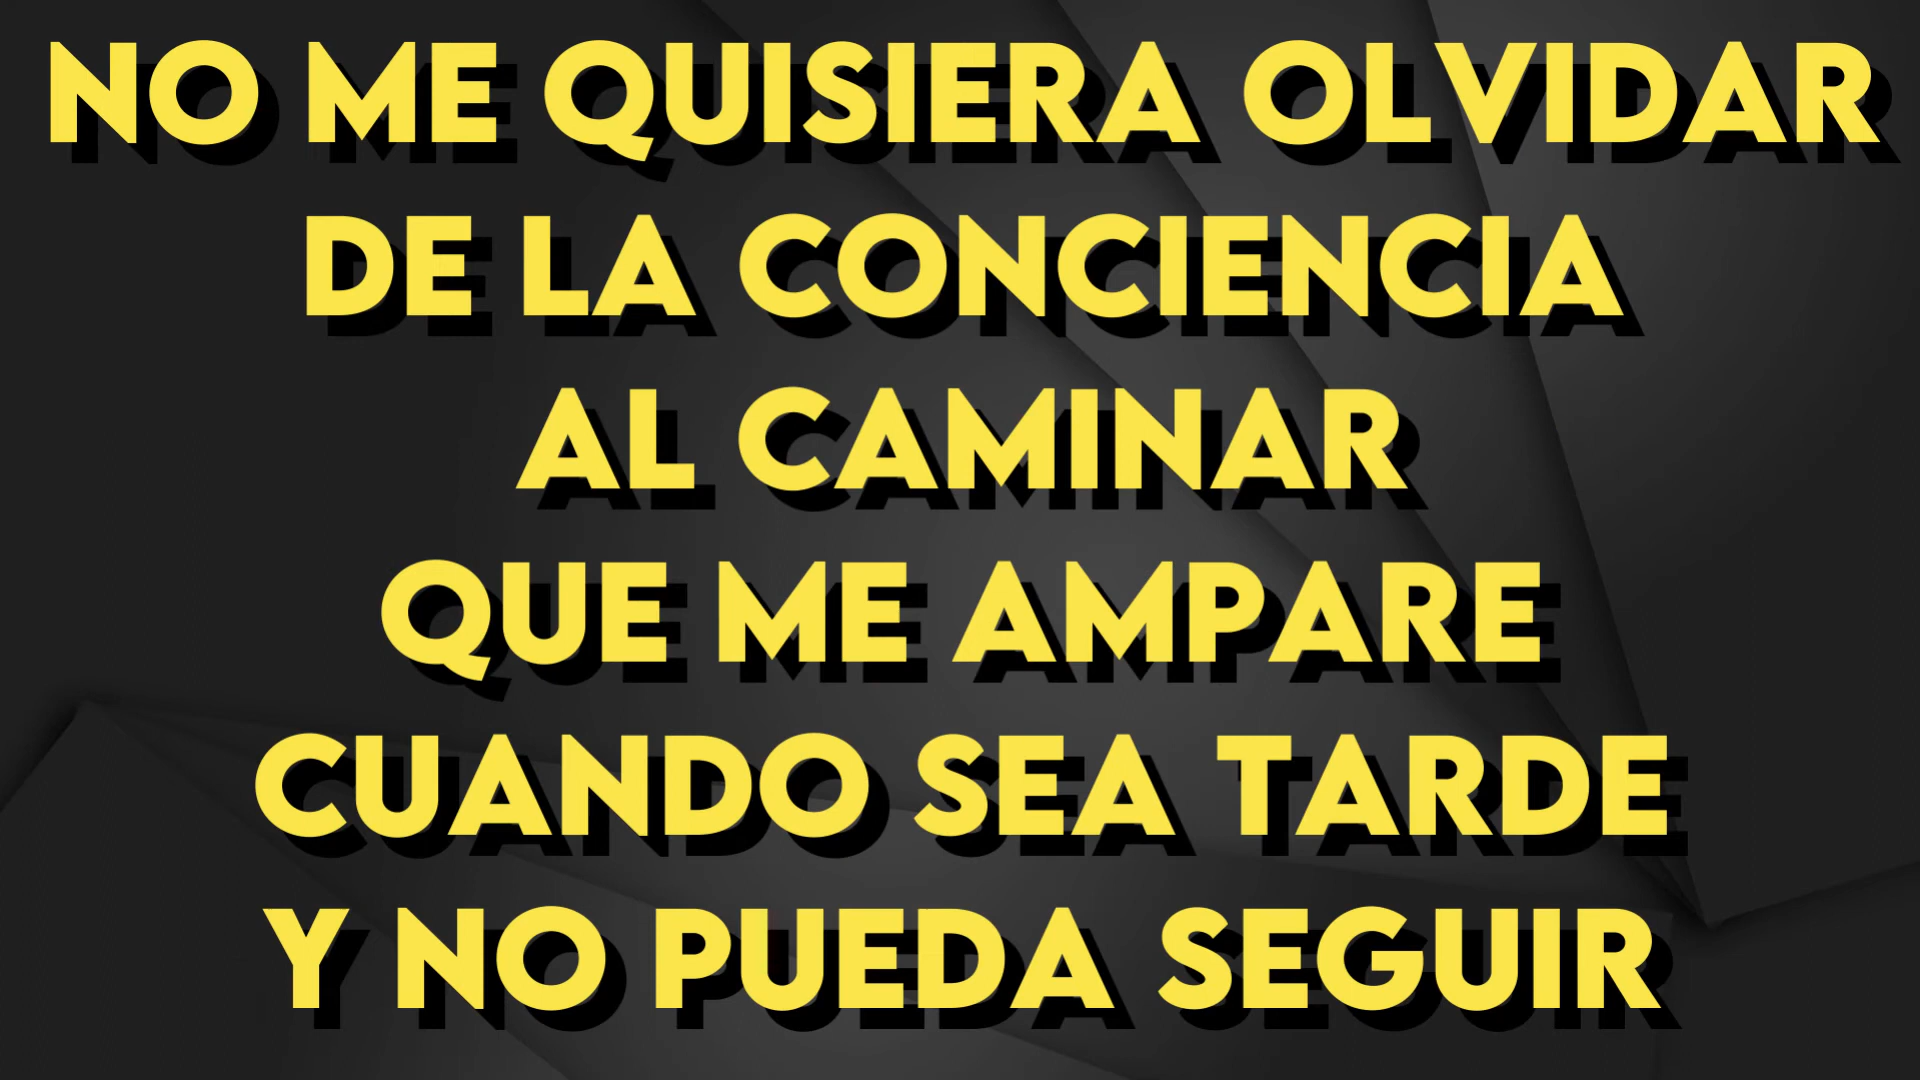 NO ME QUISIERA OLVIDAR
DE LA CONCIENCIA
AL CAMINAR
QUE ME AMPARE
CUANDO SEA TARDE
Y NO PUEDA SEGUIR